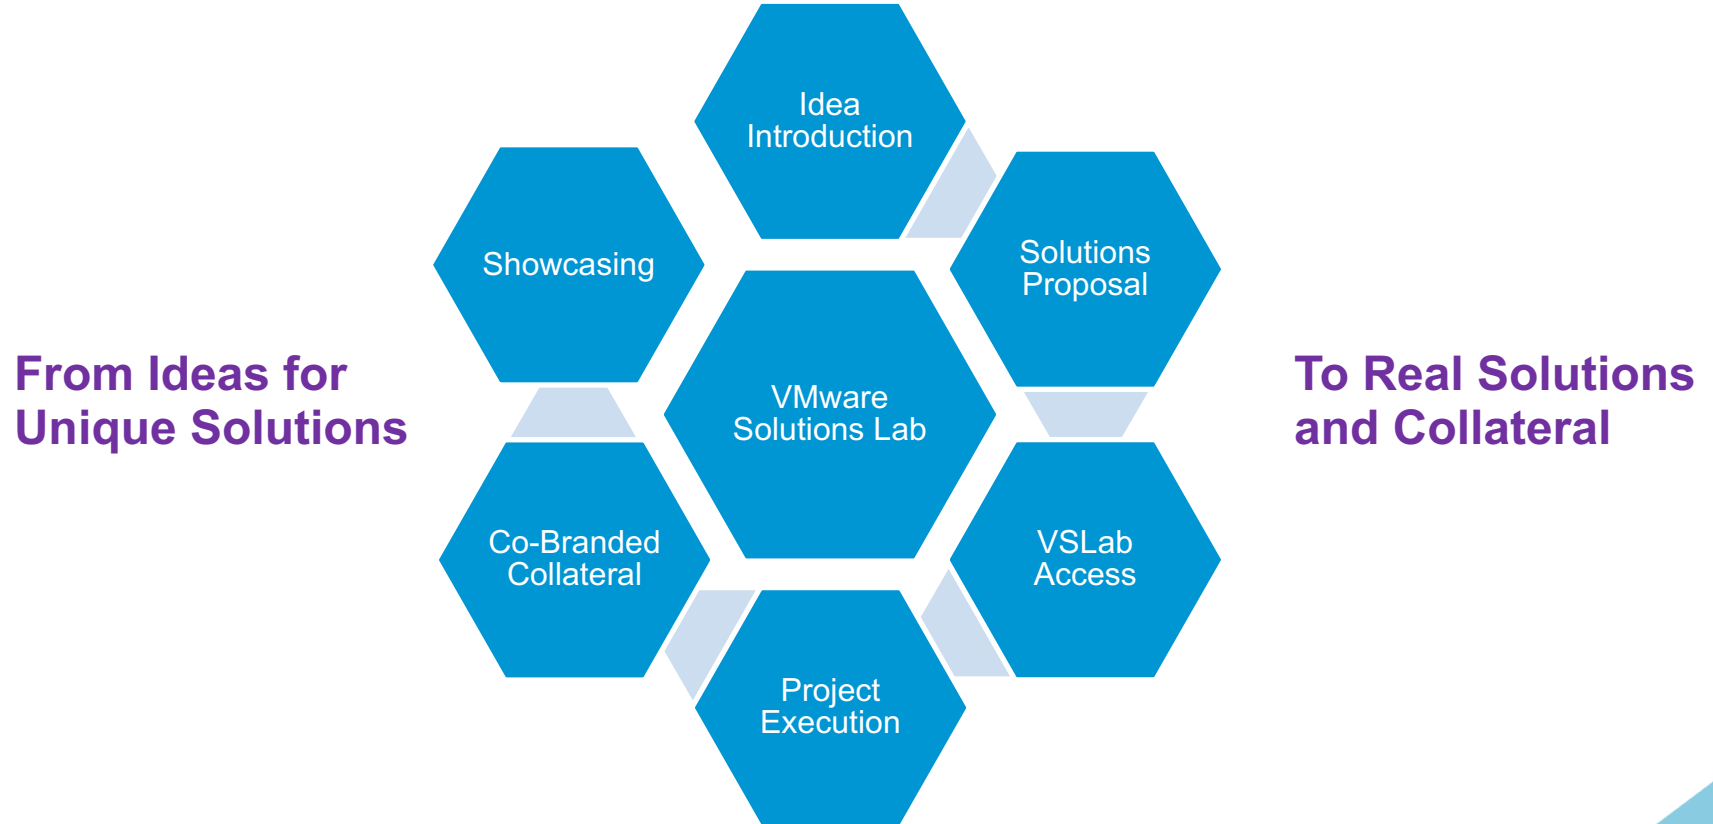 Idea
Introduction
Solutions
Proposal
Showcasing
From Ideas for
Unique Solutions
VMware
Solutions Lab
To Real Solutions
and Collateral
Co-Branded
Collateral
VSLab
Access
Project
Execution